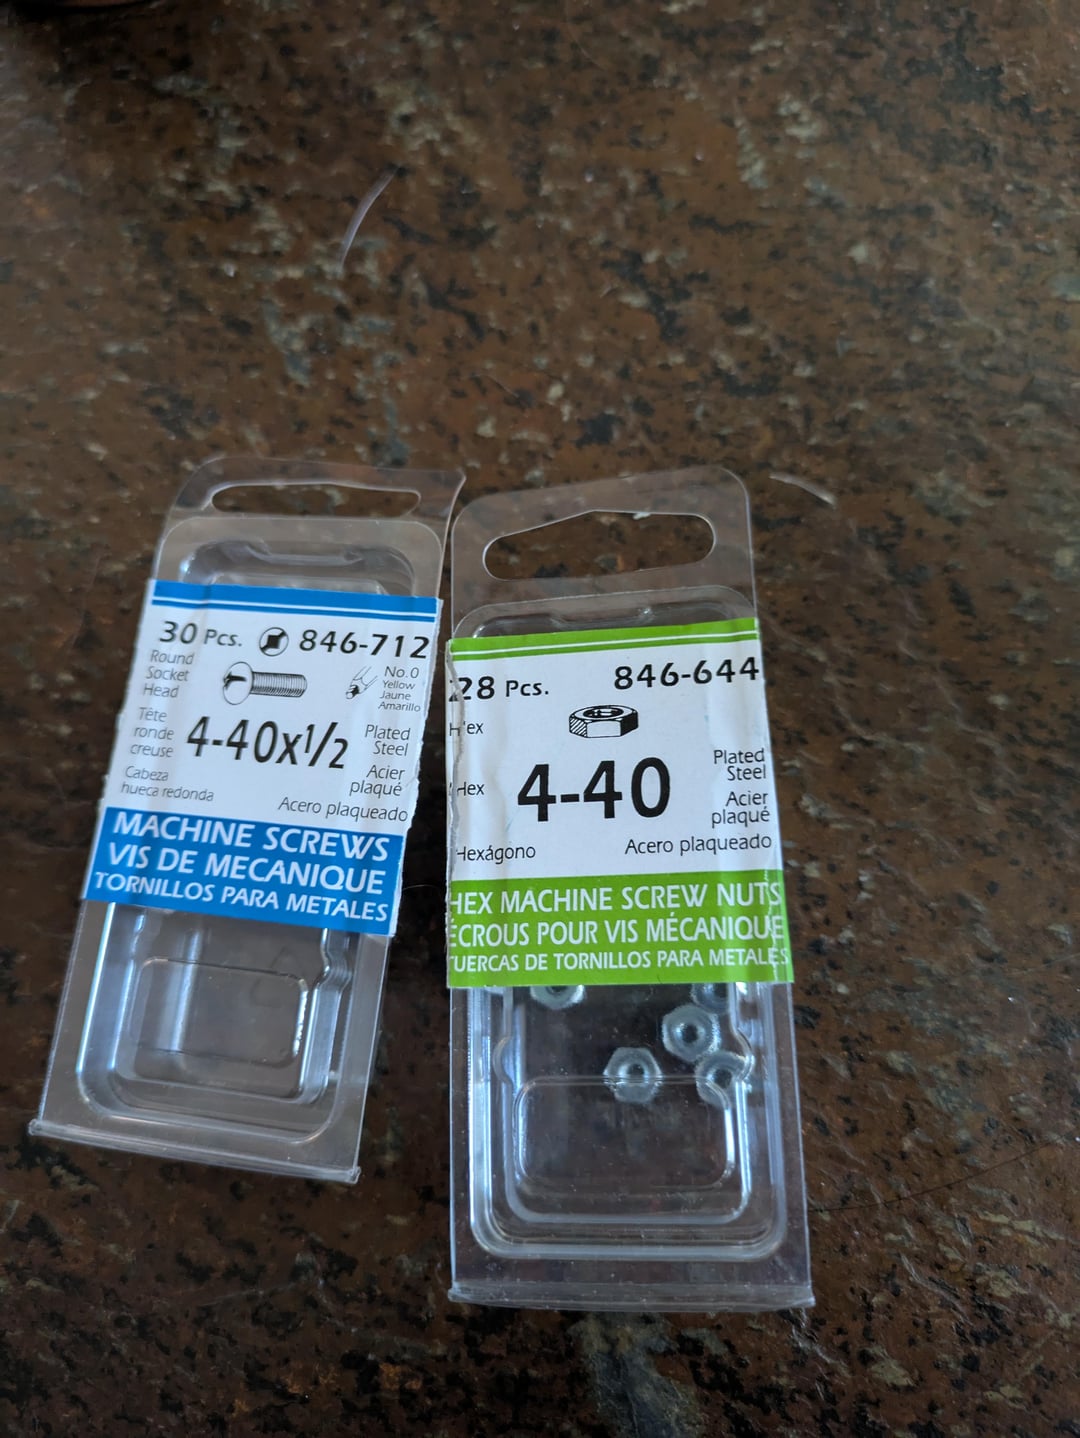 30 Pcs. 846-712
Round
Socket
Head
No.0
Yellow
Jaune
Amarillo
Tête
ronde
creuse
4-40x1/2
Plated
Steel
Acier
plaqué
Cabeza
hueca redonda
Acero plaqueado
MACHINE SCREWS
VIS DE MECANIQUE
TORNILLOS PARA METALES
28 Pcs. 846-644
Hex
Hex
4-40
Plated
Steel
Acier
plaqué
Hexágono
Acero plaqueado
HEX MACHINE SCREW NUTS
ÉCROUS POUR VIS MÉCANIQUE
TUERCAS DE TORNILLOS PARA METALES